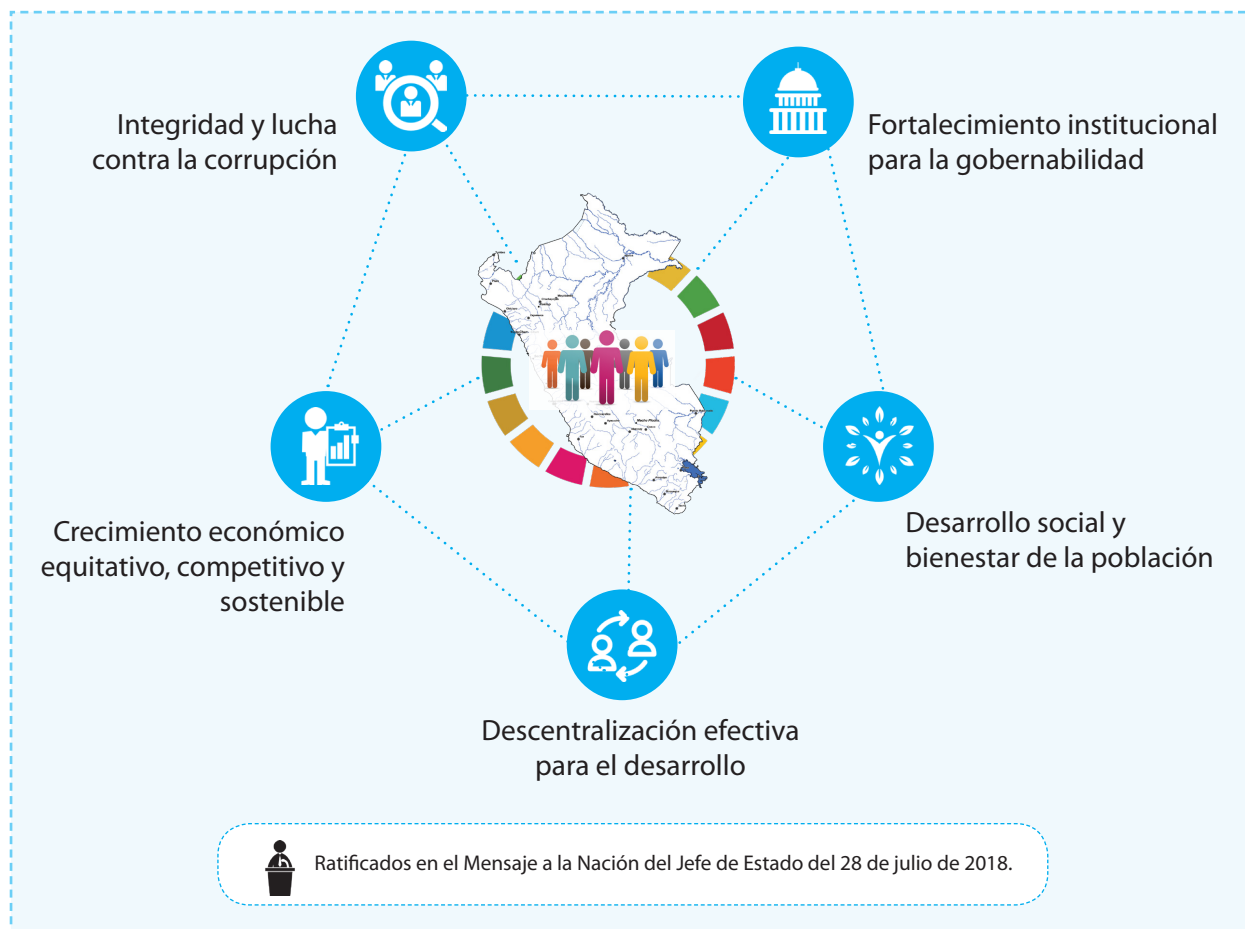 Integridad y lucha
contra la corrupción
Fortalecimiento institucional
para la gobernabilidad
Crecimiento económico
equitativo, competitivo y
sostenible
Desarrollo social y
bienestar de la población
Descentralización efectiva
para el desarrollo
Ratificados en el Mensaje a la Nación del Jefe de Estado del 28 de julio de 2018.